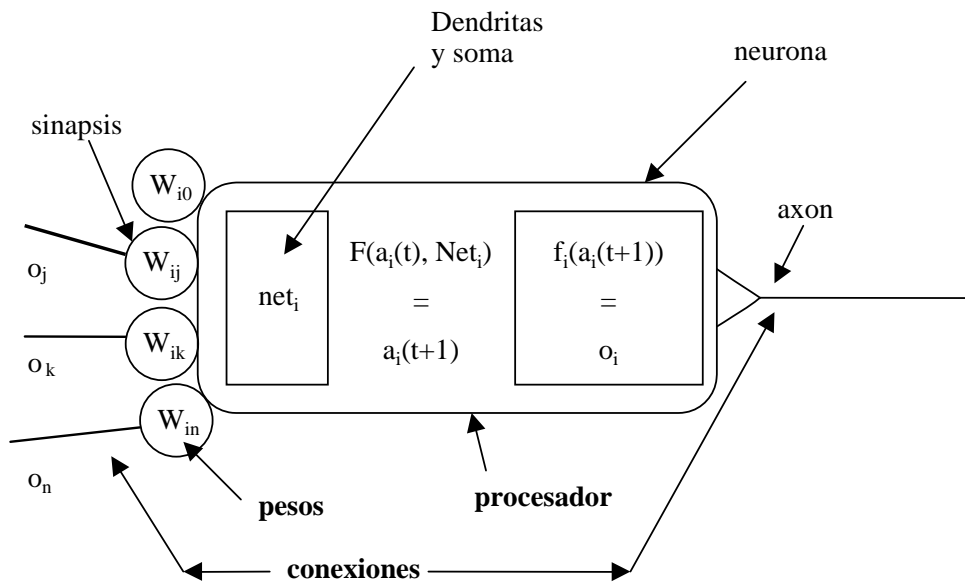 Dendritas
y soma
neurona
sinapsis
W_i0
axon
o_j
W_ij
net_i
F(a_i(t), Net_i)
=
a_i(t+1)
f_i(a_i(t+1))
=
o_i
o_k
W_ik
o_n
W_in
pesos
procesador
conexiones